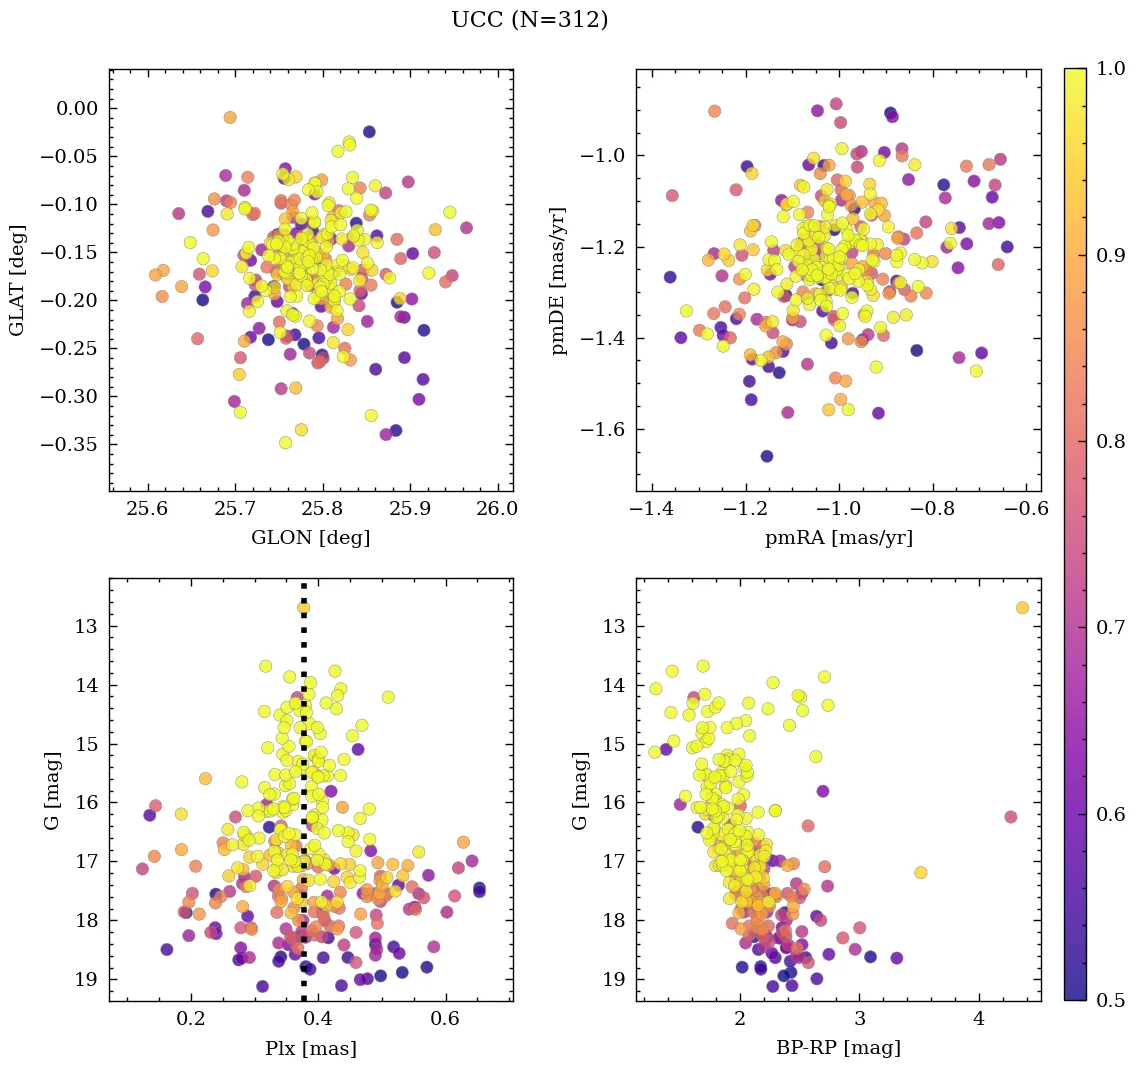 UCC (N=312)
0.00
−0.05
−0.10
−0.15
−0.20
−0.25
−0.30
−0.35
GLAT [deg]
25.6 25.7 25.8 25.9 26.0
GLON [deg]
−1.0
−1.2
−1.4
−1.6
pmDE [mas/yr]
−1.4 −1.2 −1.0 −0.8 −0.6
pmRA [mas/yr]
13
14
15
16
17
18
19
G [mag]
0.2 0.4 0.6
Plx [mas]
13
14
15
16
17
18
19
G [mag]
2 3 4
BP-RP [mag]
1.0
0.9
0.8
0.7
0.6
0.5